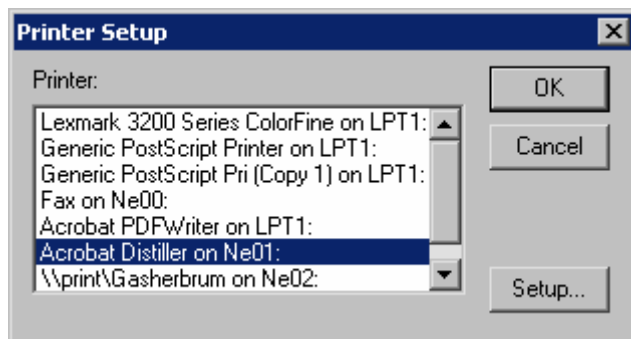 Printer Setup
Printer:
Lexmark 3200 Series ColorFine on LPT1:
Generic PostScript Printer on LPT1:
Generic PostScript Pri (Copy 1) on LPT1:
Fax on Ne00:
Acrobat PDFWriter on LPT1:
Acrobat Distiller on Ne01:
\\print\Gasherbrum on Ne02:
OK
Cancel
Setup...